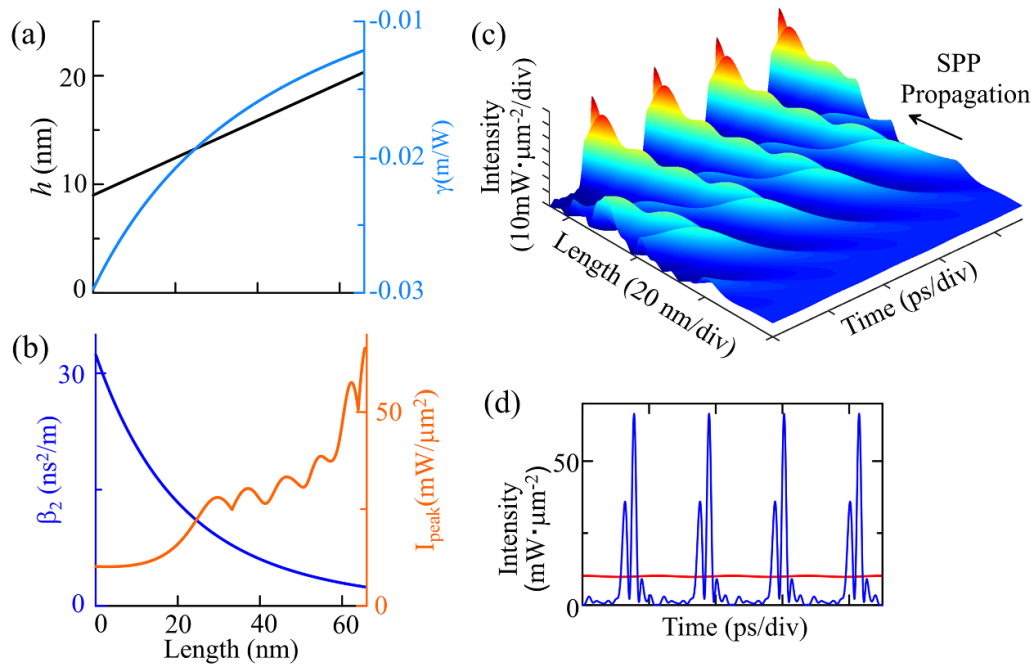 (a)
h (nm)
20
10
0
-0.01
-0.02
-0.03
γ(m/W)
(b)
β₂ (ns²/m)
30
0
50
0
I_peak(mW/μm²)
0 20 40 60
Length (nm)
(c)
SPP
Propagation
Intensity
(10mW·μm⁻²/div)
Length (20 nm/div)
Time (ps/div)
(d)
Intensity
(mW·μm⁻²)
50
0
Time (ps/div)